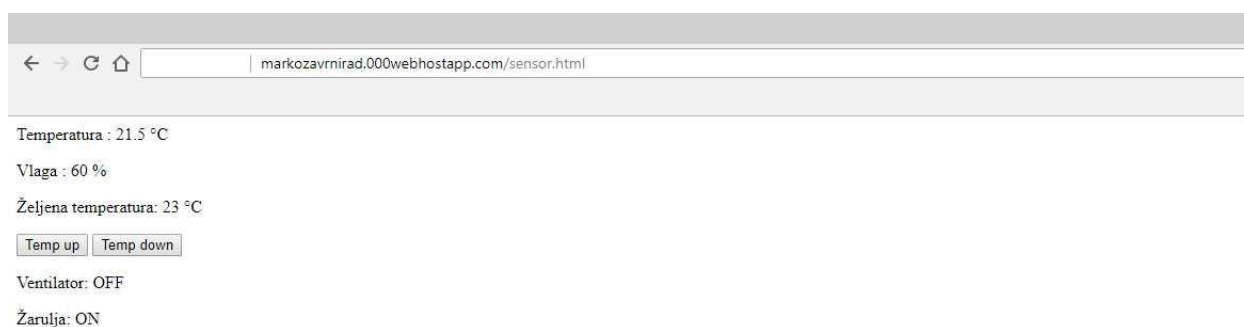 markozavrnirad.000webhostapp.com/sensor.html
Temperatura : 21.5 °C
Vlaga : 60 %
Željena temperatura: 23 °C
Temp up Temp down
Ventilator: OFF
Žarulja: ON